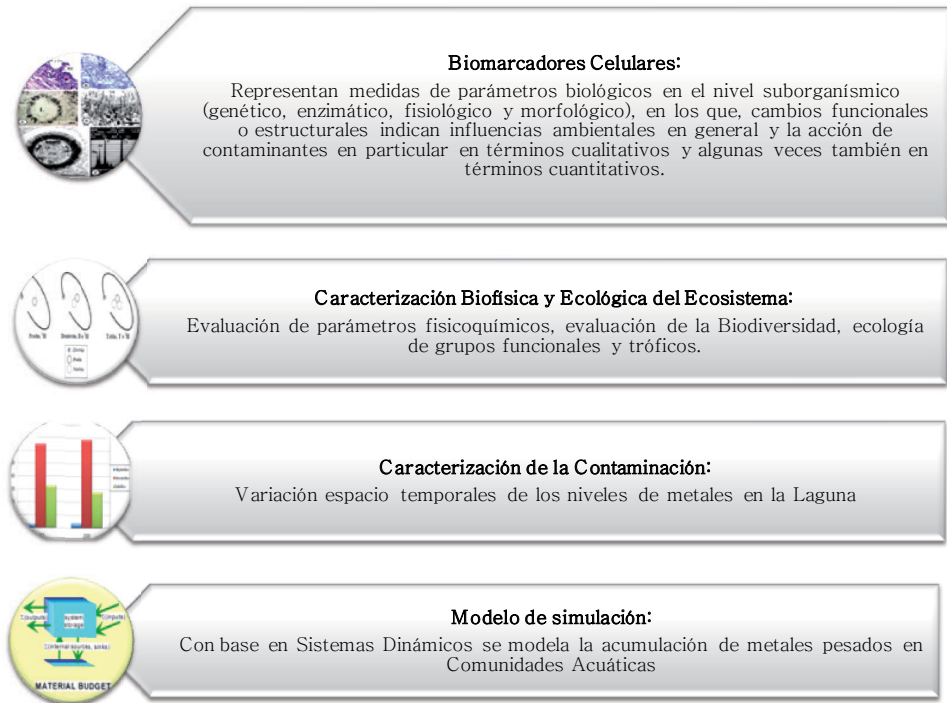 Biomarcadores Celulares:
Representan medidas de parámetros biológicos en el nivel suborganísmico
(genético, enzimático, fisiológico y morfológico), en los que, cambios funcionales
o estructurales indican influencias ambientales en general y la acción de
contaminantes en particular en términos cualitativos y algunas veces también en
términos cuantitativos.
Caracterización Biofísica y Ecológica del Ecosistema:
Evaluación de parámetros fisicoquímicos, evaluación de la Biodiversidad, ecología
de grupos funcionales y tróficos.
Caracterización de la Contaminación:
Variación espacio temporales de los niveles de metales en la Laguna
Modelo de simulación:
Con base en Sistemas Dinámicos se modela la acumulación de metales pesados en
Comunidades Acuáticas
system
storage
MATERIAL BUDGET